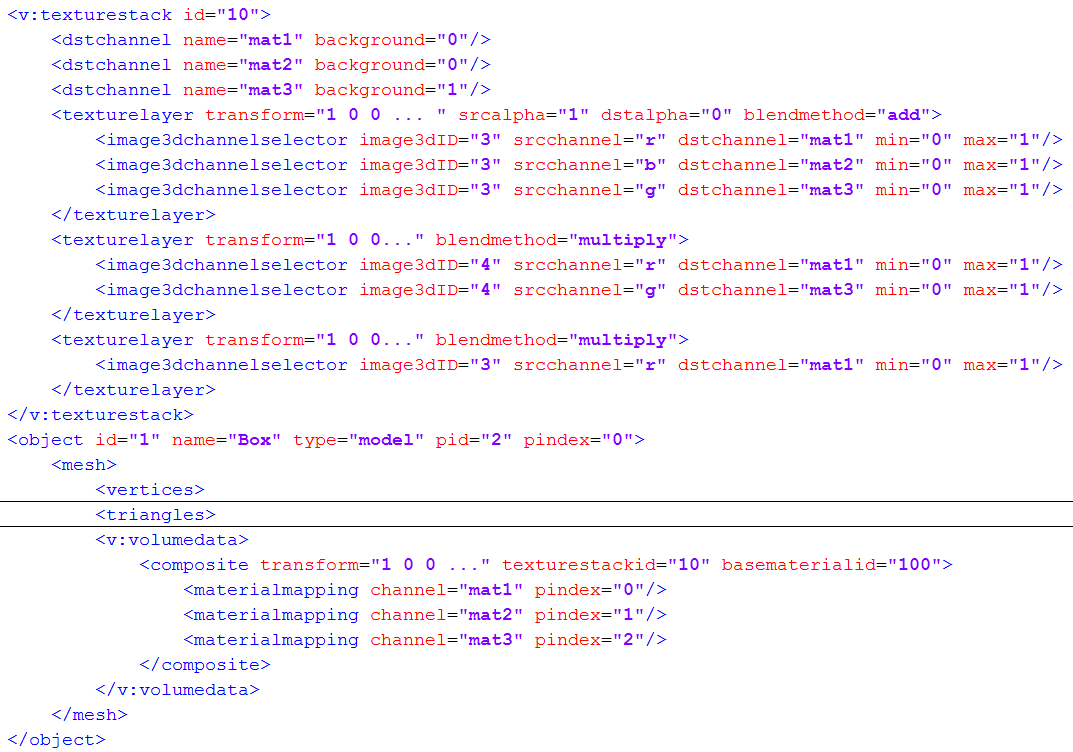 <v:texturestack id="10">
    <dstchannel name="mat1" background="0"/>
    <dstchannel name="mat2" background="0"/>
    <dstchannel name="mat3" background="1"/>
    <texturelayer transform="1 0 0 ... " srcalpha="1" dstalpha="0" blendmethod="add">
        <image3dchannelselector image3dID="3" srcchannel="r" dstchannel="mat1" min="0" max="1"/>
        <image3dchannelselector image3dID="3" srcchannel="b" dstchannel="mat2" min="0" max="1"/>
        <image3dchannelselector image3dID="3" srcchannel="g" dstchannel="mat3" min="0" max="1"/>
    </texturelayer>
    <texturelayer transform="1 0 0..." blendmethod="multiply">
        <image3dchannelselector image3dID="4" srcchannel="r" dstchannel="mat1" min="0" max="1"/>
        <image3dchannelselector image3dID="4" srcchannel="g" dstchannel="mat3" min="0" max="1"/>
    </texturelayer>
    <texturelayer transform="1 0 0..." blendmethod="multiply">
        <image3dchannelselector image3dID="3" srcchannel="r" dstchannel="mat1" min="0" max="1"/>
    </texturelayer>
</v:texturestack>
<object id="1" name="Box" type="model" pid="2" pindex="0">
    <mesh>
        <vertices>
        <triangles>
        <v:volumedata>
            <composite transform="1 0 0 ..." texturestackid="10" basematerialid="100">
                <materialmapping channel="mat1" pindex="0"/>
                <materialmapping channel="mat2" pindex="1"/>
                <materialmapping channel="mat3" pindex="2"/>
            </composite>
        </v:volumedata>
    </mesh>
</object>